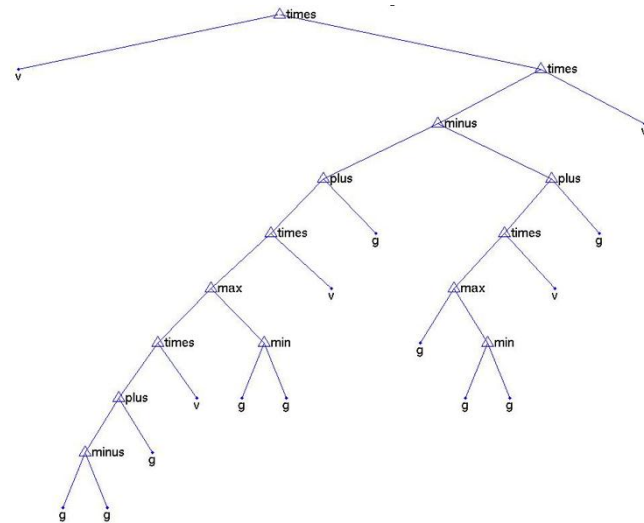 times
v times
minus v
plus plus
times g times g
max v max v
times min g min
plus v g g g g
minus g
g g